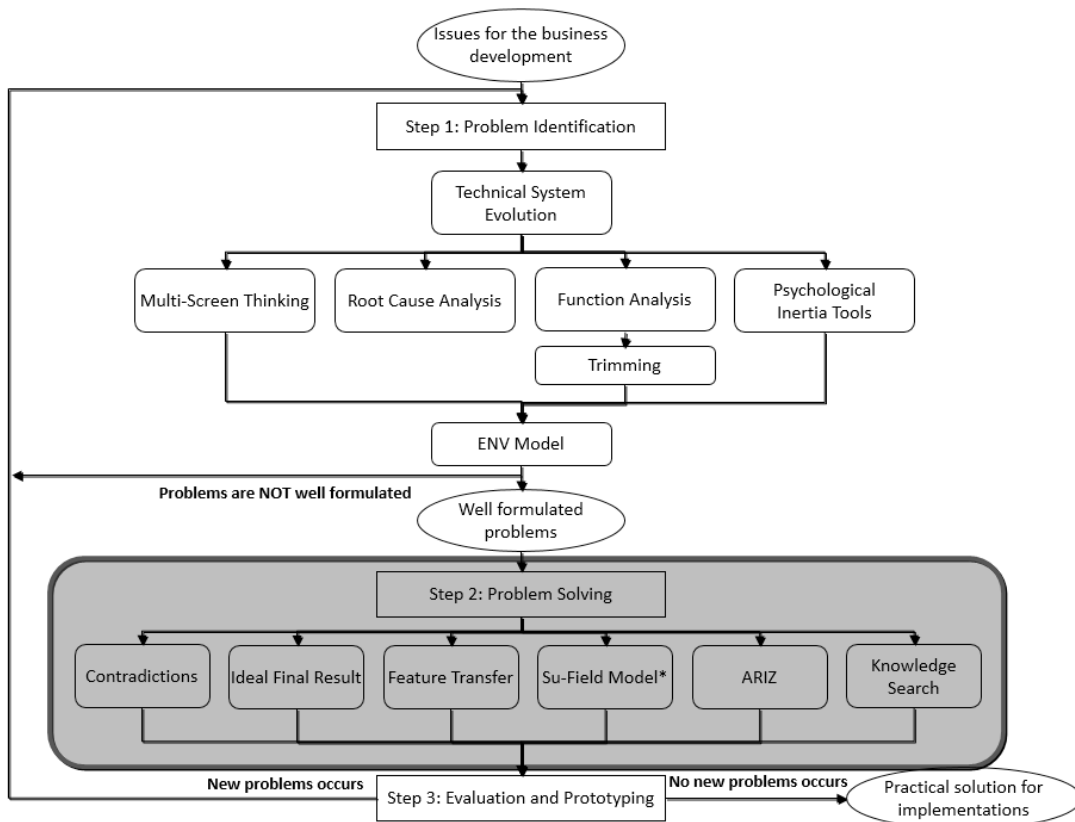 Issues for the business
development
Step 1: Problem Identification
Technical System
Evolution
Multi-Screen Thinking
Root Cause Analysis
Function Analysis
Psychological
Inertia Tools
Trimming
ENV Model
Problems are NOT well formulated
Well formulated
problems
Step 2: Problem Solving
Contradictions
Ideal Final Result
Feature Transfer
Su-Field Model*
ARIZ
Knowledge
Search
New problems occurs
Step 3: Evaluation and Prototyping
No new problems occurs
Practical solution for
implementations